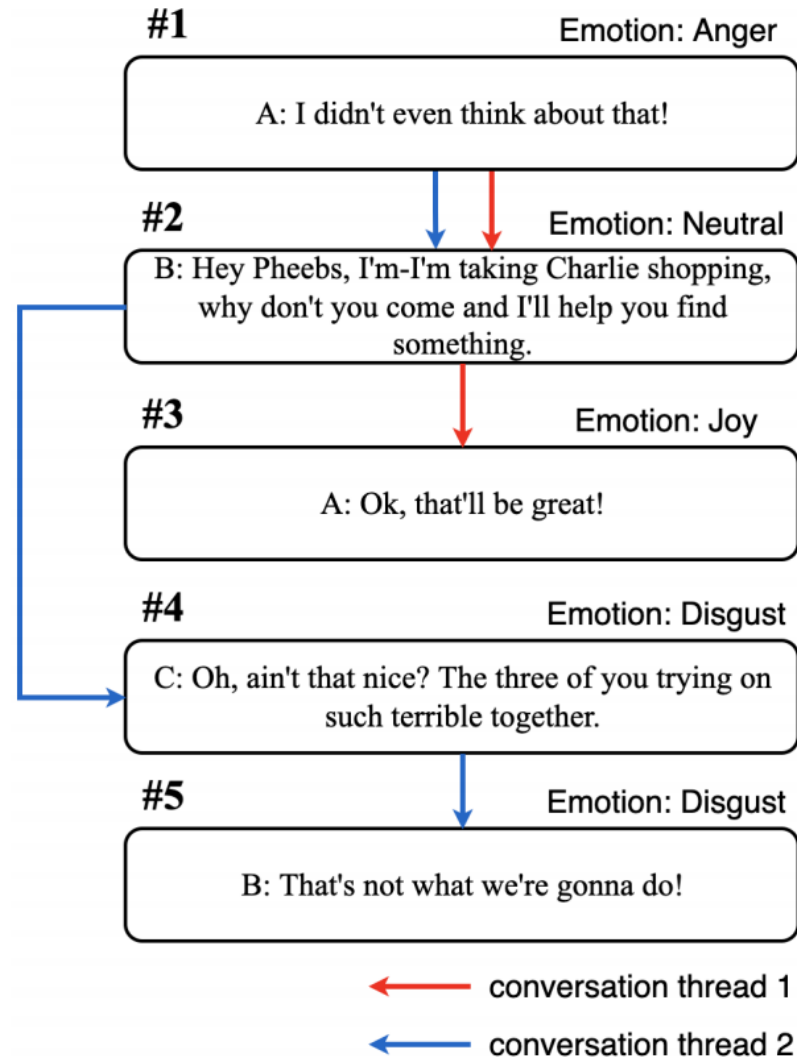 #1
Emotion: Anger
A: I didn't even think about that!
#2
Emotion: Neutral
B: Hey Pheebs, I'm-I'm taking Charlie shopping,
why don't you come and I'll help you find
something.
#3
Emotion: Joy
A: Ok, that'll be great!
#4
Emotion: Disgust
C: Oh, ain't that nice? The three of you trying on
such terrible together.
#5
Emotion: Disgust
B: That's not what we're gonna do!
conversation thread 1
conversation thread 2